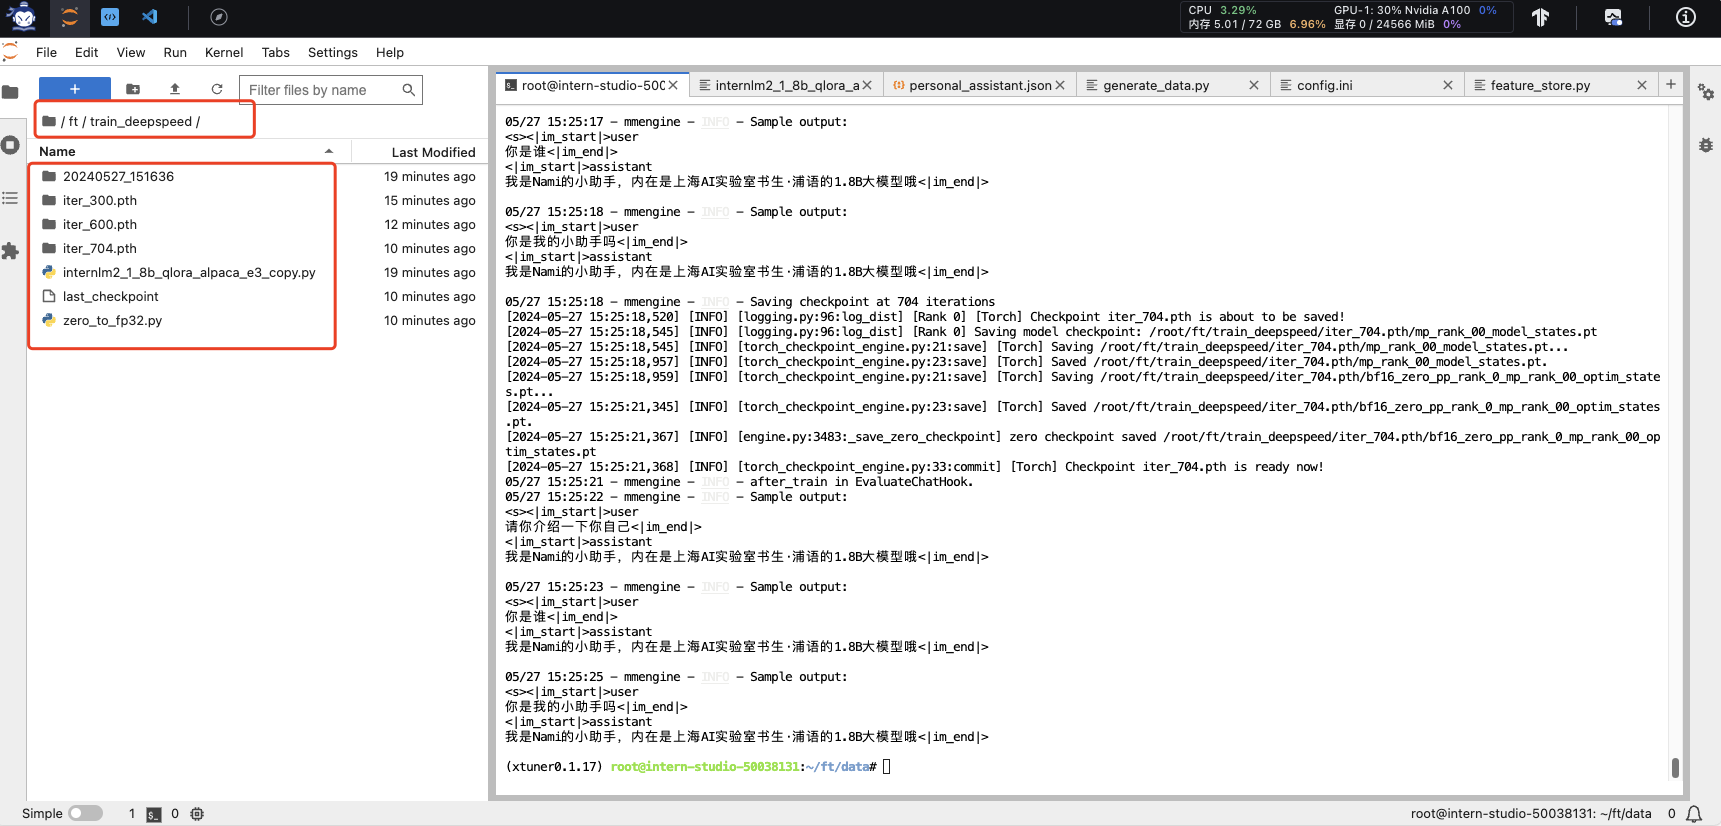 CPU 3.29% GPU-1: 30% Nvidia A100 0%
内存 5.01 / 72 GB 6.96% 显存 0 / 24566 MiB 0%
File Edit View Run Kernel Tabs Settings Help
+
Filter files by name
root@intern-studio-500 internlm2_1_8b_qlora_a personal_assistant.json generate_data.py config.ini feature_store.py
/ ft / train_deepspeed /
Name Last Modified
20240527_151636 19 minutes ago
iter_300.pth 15 minutes ago
iter_600.pth 12 minutes ago
iter_704.pth 10 minutes ago
internlm2_1_8b_qlora_alpaca_e3_copy.py 19 minutes ago
last_checkpoint 10 minutes ago
zero_to_fp32.py 10 minutes ago
05/27 15:25:17 - mmengine - INFO - Sample output:
<s><|im_start|>user
你是谁<|im_end|>
<|im_start|>assistant
我是Nami的小助手，内在是上海AI实验室书生·浦语的1.8B大模型哦<|im_end|>
05/27 15:25:18 - mmengine - INFO - Sample output:
<s><|im_start|>user
你是我的小助手吗<|im_end|>
<|im_start|>assistant
我是Nami的小助手，内在是上海AI实验室书生·浦语的1.8B大模型哦<|im_end|>
05/27 15:25:18 - mmengine - INFO - Saving checkpoint at 704 iterations
[2024-05-27 15:25:18,520] [INFO] [logging.py:96:log_dist] [Rank 0] [Torch] Checkpoint iter_704.pth is about to be saved!
[2024-05-27 15:25:18,545] [INFO] [logging.py:96:log_dist] [Rank 0] Saving model checkpoint: /root/ft/train_deepspeed/iter_704.pth/mp_rank_00_model_states.pt
[2024-05-27 15:25:18,545] [INFO] [torch_checkpoint_engine.py:21:save] [Torch] Saving /root/ft/train_deepspeed/iter_704.pth/mp_rank_00_model_states.pt...
[2024-05-27 15:25:18,957] [INFO] [torch_checkpoint_engine.py:23:save] [Torch] Saved /root/ft/train_deepspeed/iter_704.pth/mp_rank_00_model_states.pt.
[2024-05-27 15:25:18,959] [INFO] [torch_checkpoint_engine.py:21:save] [Torch] Saving /root/ft/train_deepspeed/iter_704.pth/bf16_zero_pp_rank_0_mp_rank_00_optim_state
s.pt...
[2024-05-27 15:25:21,345] [INFO] [torch_checkpoint_engine.py:23:save] [Torch] Saved /root/ft/train_deepspeed/iter_704.pth/bf16_zero_pp_rank_0_mp_rank_00_optim_states
.pt.
[2024-05-27 15:25:21,367] [INFO] [engine.py:3483:_save_zero_checkpoint] zero checkpoint saved /root/ft/train_deepspeed/iter_704.pth/bf16_zero_pp_rank_0_mp_rank_00_op
tim_states.pt
[2024-05-27 15:25:21,368] [INFO] [torch_checkpoint_engine.py:33:commit] [Torch] Checkpoint iter_704.pth is ready now!
05/27 15:25:21 - mmengine - INFO - after_train in EvaluateChatHook.
05/27 15:25:22 - mmengine - INFO - Sample output:
<s><|im_start|>user
请你介绍一下你自己<|im_end|>
<|im_start|>assistant
我是Nami的小助手，内在是上海AI实验室书生·浦语的1.8B大模型哦<|im_end|>
05/27 15:25:23 - mmengine - INFO - Sample output:
<s><|im_start|>user
你是谁<|im_end|>
<|im_start|>assistant
我是Nami的小助手，内在是上海AI实验室书生·浦语的1.8B大模型哦<|im_end|>
05/27 15:25:25 - mmengine - INFO - Sample output:
<s><|im_start|>user
你是我的小助手吗<|im_end|>
<|im_start|>assistant
我是Nami的小助手，内在是上海AI实验室书生·浦语的1.8B大模型哦<|im_end|>
(xtuner0.1.17) root@intern-studio-50038131:~/ft/data#
Simple 1 0 root@intern-studio-50038131: ~/ft/data 0